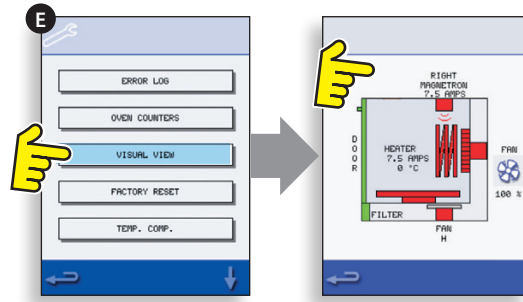 E
ERROR LOG
OVEN COUNTERS
VISUAL VIEW
FACTORY RESET
TEMP. COMP.
RIGHT
MAGNETRON
7.5 AMPS
DOOR
HEATER
7.5 AMPS
0 °C
FAN
100 %
FILTER
FAN
H